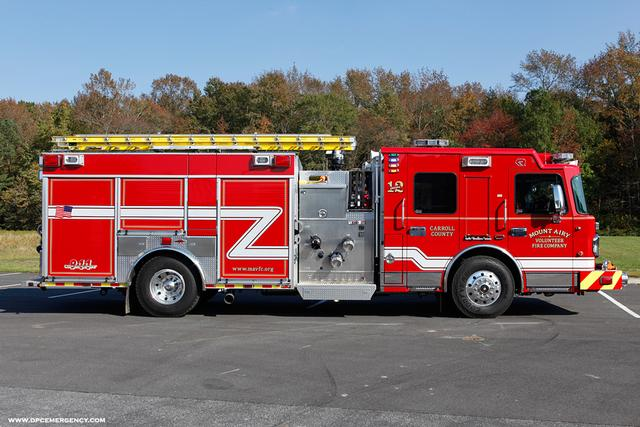 12
CARROLL
COUNTY
MOUNT AIRY
VOLUNTEER
FIRE COMPANY
911
www.mavfc.org
WWW.DPCEMERGENCY.COM